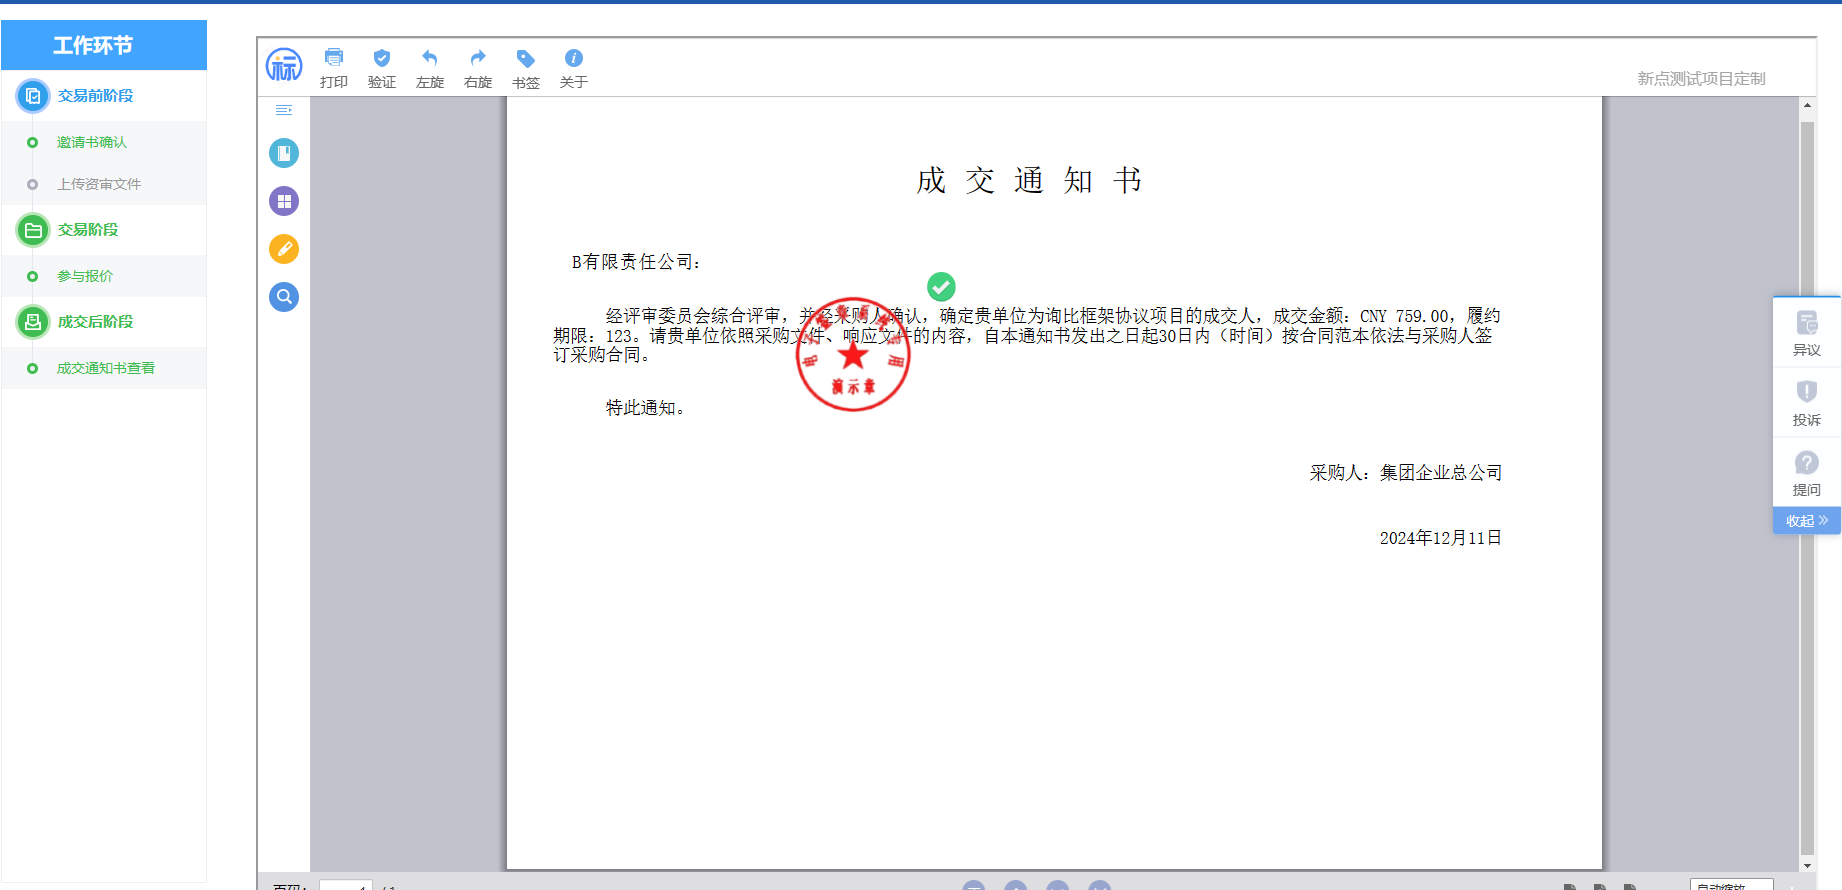 工作环节
交易前阶段
邀请书确认
上传资审文件
交易阶段
参与报价
成交后阶段
成交通知书查看
标
打印
验证
左旋
右旋
书签
关于
新点测试项目定制
成交通知书
B有限责任公司：
经评审委员会综合评审，并经采购人确认，确定贵单位为询比框架协议项目的成交人，成交金额：CNY 759.00，履约
期限：123。请贵单位依照采购文件、响应文件的内容，自本通知书发出之日起30日内（时间）按合同范本依法与采购人签
订采购合同。
演示章
特此通知。
采购人：集团企业总公司
2024年12月11日
异议
投诉
提问
收起
页码：
1 / 1
自动缩放